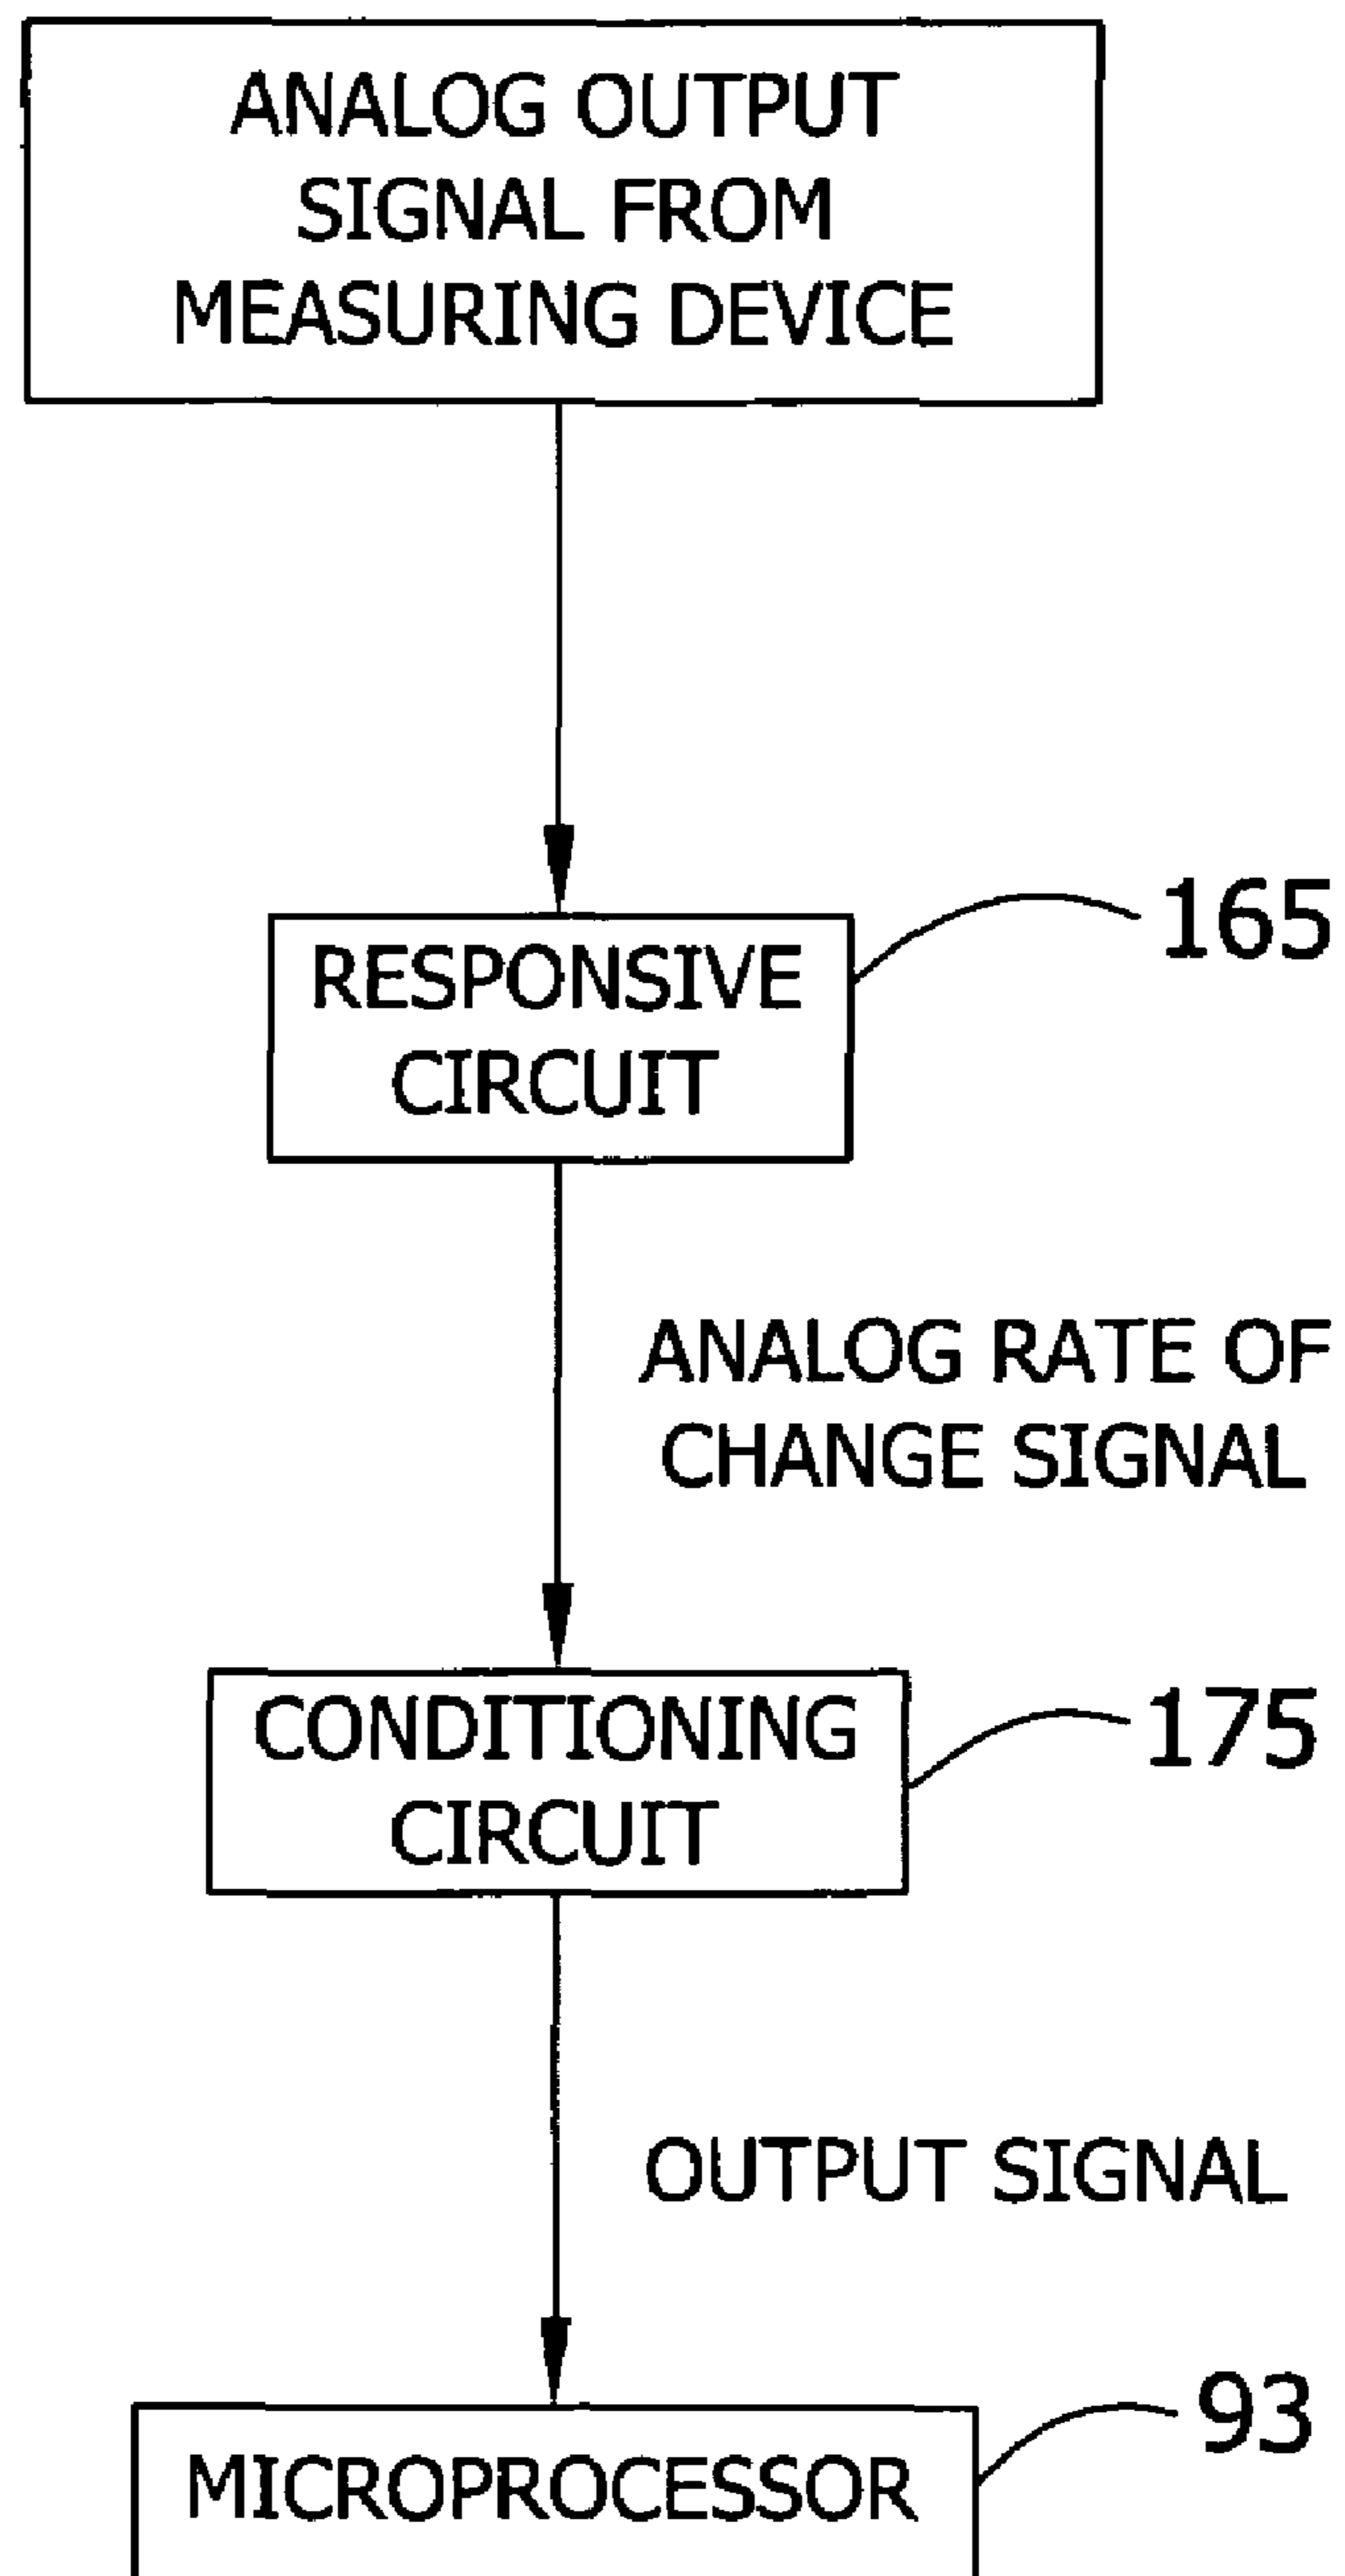 ANALOG OUTPUT
SIGNAL FROM
MEASURING DEVICE
165
RESPONSIVE
CIRCUIT
ANALOG RATE OF
CHANGE SIGNAL
175
CONDITIONING
CIRCUIT
OUTPUT SIGNAL
93
MICROPROCESSOR